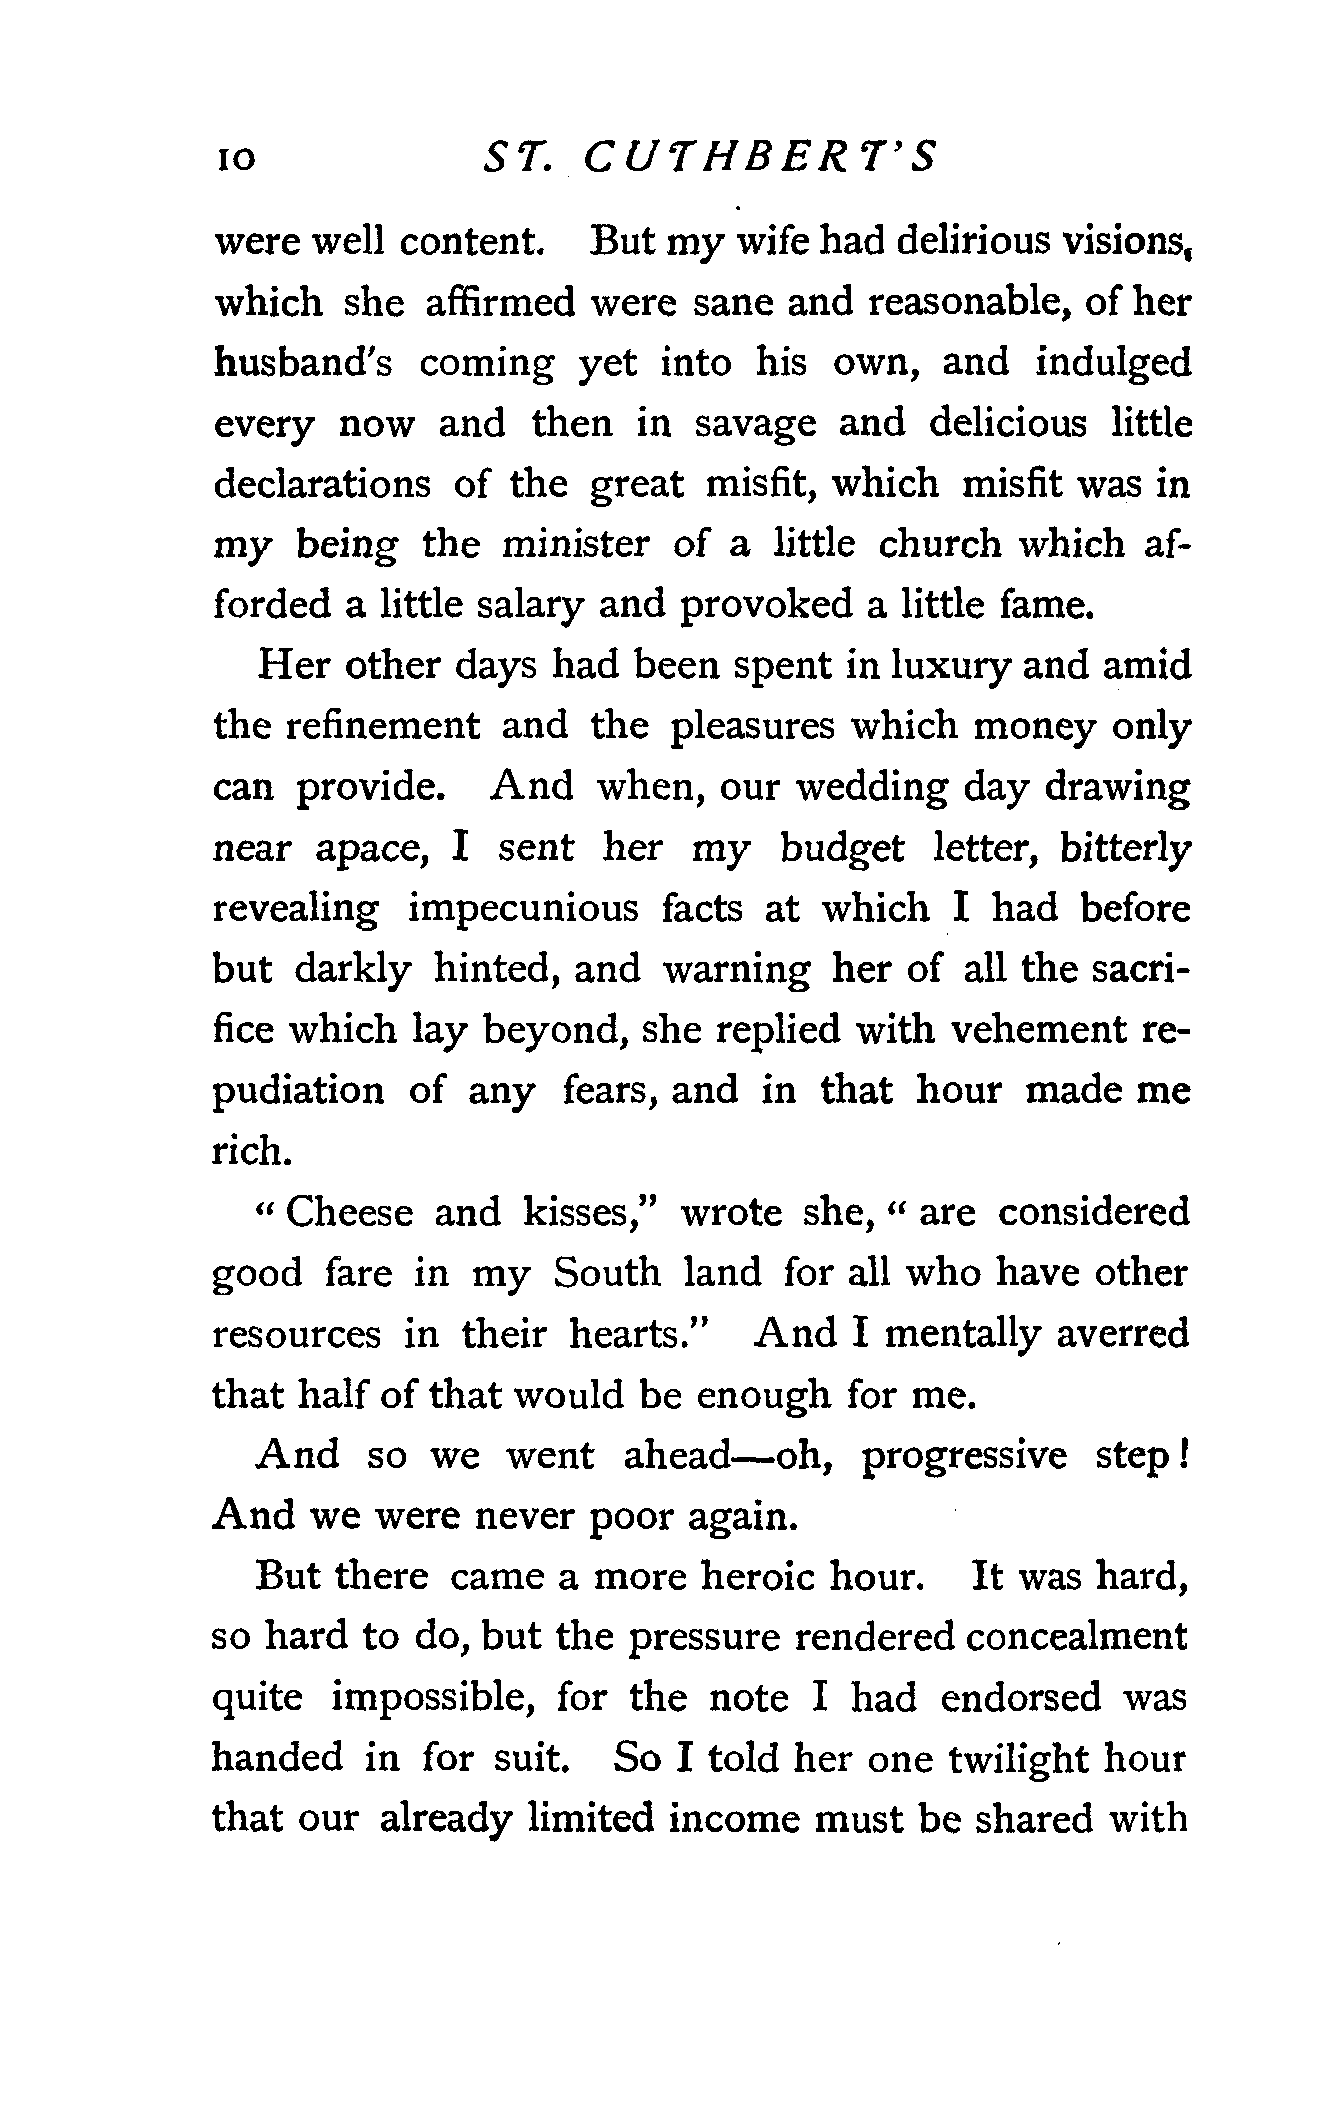 10 ST. CUTHBERT'S
were well content. But my wife had delirious visions,
which she affirmed were sane and reasonable, of her
husband's coming yet into his own, and indulged
every now and then in savage and delicious little
declarations of the great misfit, which misfit was in
my being the minister of a little church which af-
forded a little salary and provoked a little fame.
Her other days had been spent in luxury and amid
the refinement and the pleasures which money only
can provide. And when, our wedding day drawing
near apace, I sent her my budget letter, bitterly
revealing impecunious facts at which I had before
but darkly hinted, and warning her of all the sacri-
fice which lay beyond, she replied with vehement re-
pudiation of any fears, and in that hour made me
rich.
“ Cheese and kisses,” wrote she, “ are considered
good fare in my South land for all who have other
resources in their hearts.” And I mentally averred
that half of that would be enough for me.
And so we went ahead—oh, progressive step !
And we were never poor again.
But there came a more heroic hour. It was hard,
so hard to do, but the pressure rendered concealment
quite impossible, for the note I had endorsed was
handed in for suit. So I told her one twilight hour
that our already limited income must be shared with